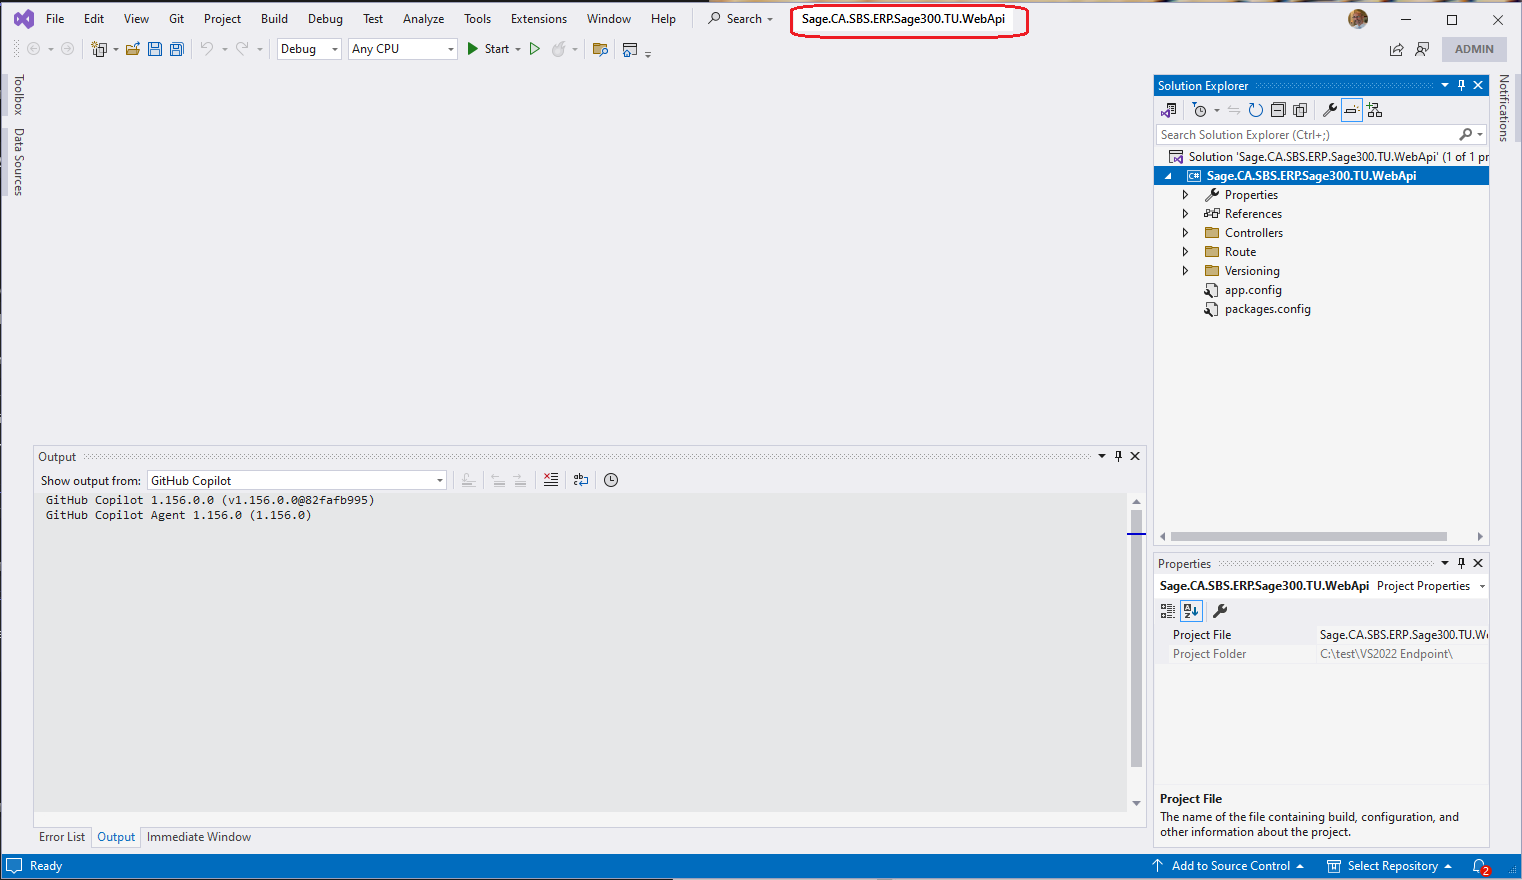 File Edit View Git Project Build Debug Test Analyze Tools Extensions Window Help Search Sage.CA.SBS.ERP.Sage300.TU.WebApi
Debug Any CPU Start ADMIN
Toolbox
Data Sources
Solution Explorer
Search Solution Explorer (Ctrl+;)
Solution 'Sage.CA.SBS.ERP.Sage300.TU.WebApi' (1 of 1 pr
Sage.CA.SBS.ERP.Sage300.TU.WebApi
Properties
References
Controllers
Route
Versioning
app.config
packages.config
Notifications
Output
Show output from: GitHub Copilot
GitHub Copilot 1.156.0.0 (v1.156.0.0@82fafb995)
GitHub Copilot Agent 1.156.0 (1.156.0)
Properties
Sage.CA.SBS.ERP.Sage300.TU.WebApi Project Properties
Project File Sage.CA.SBS.ERP.Sage300.TU.W
Project Folder C:\test\VS2022 Endpoint\
Project File
The name of the file containing build, configuration, and
other information about the project.
Error List Output Immediate Window
Ready Add to Source Control Select Repository 2